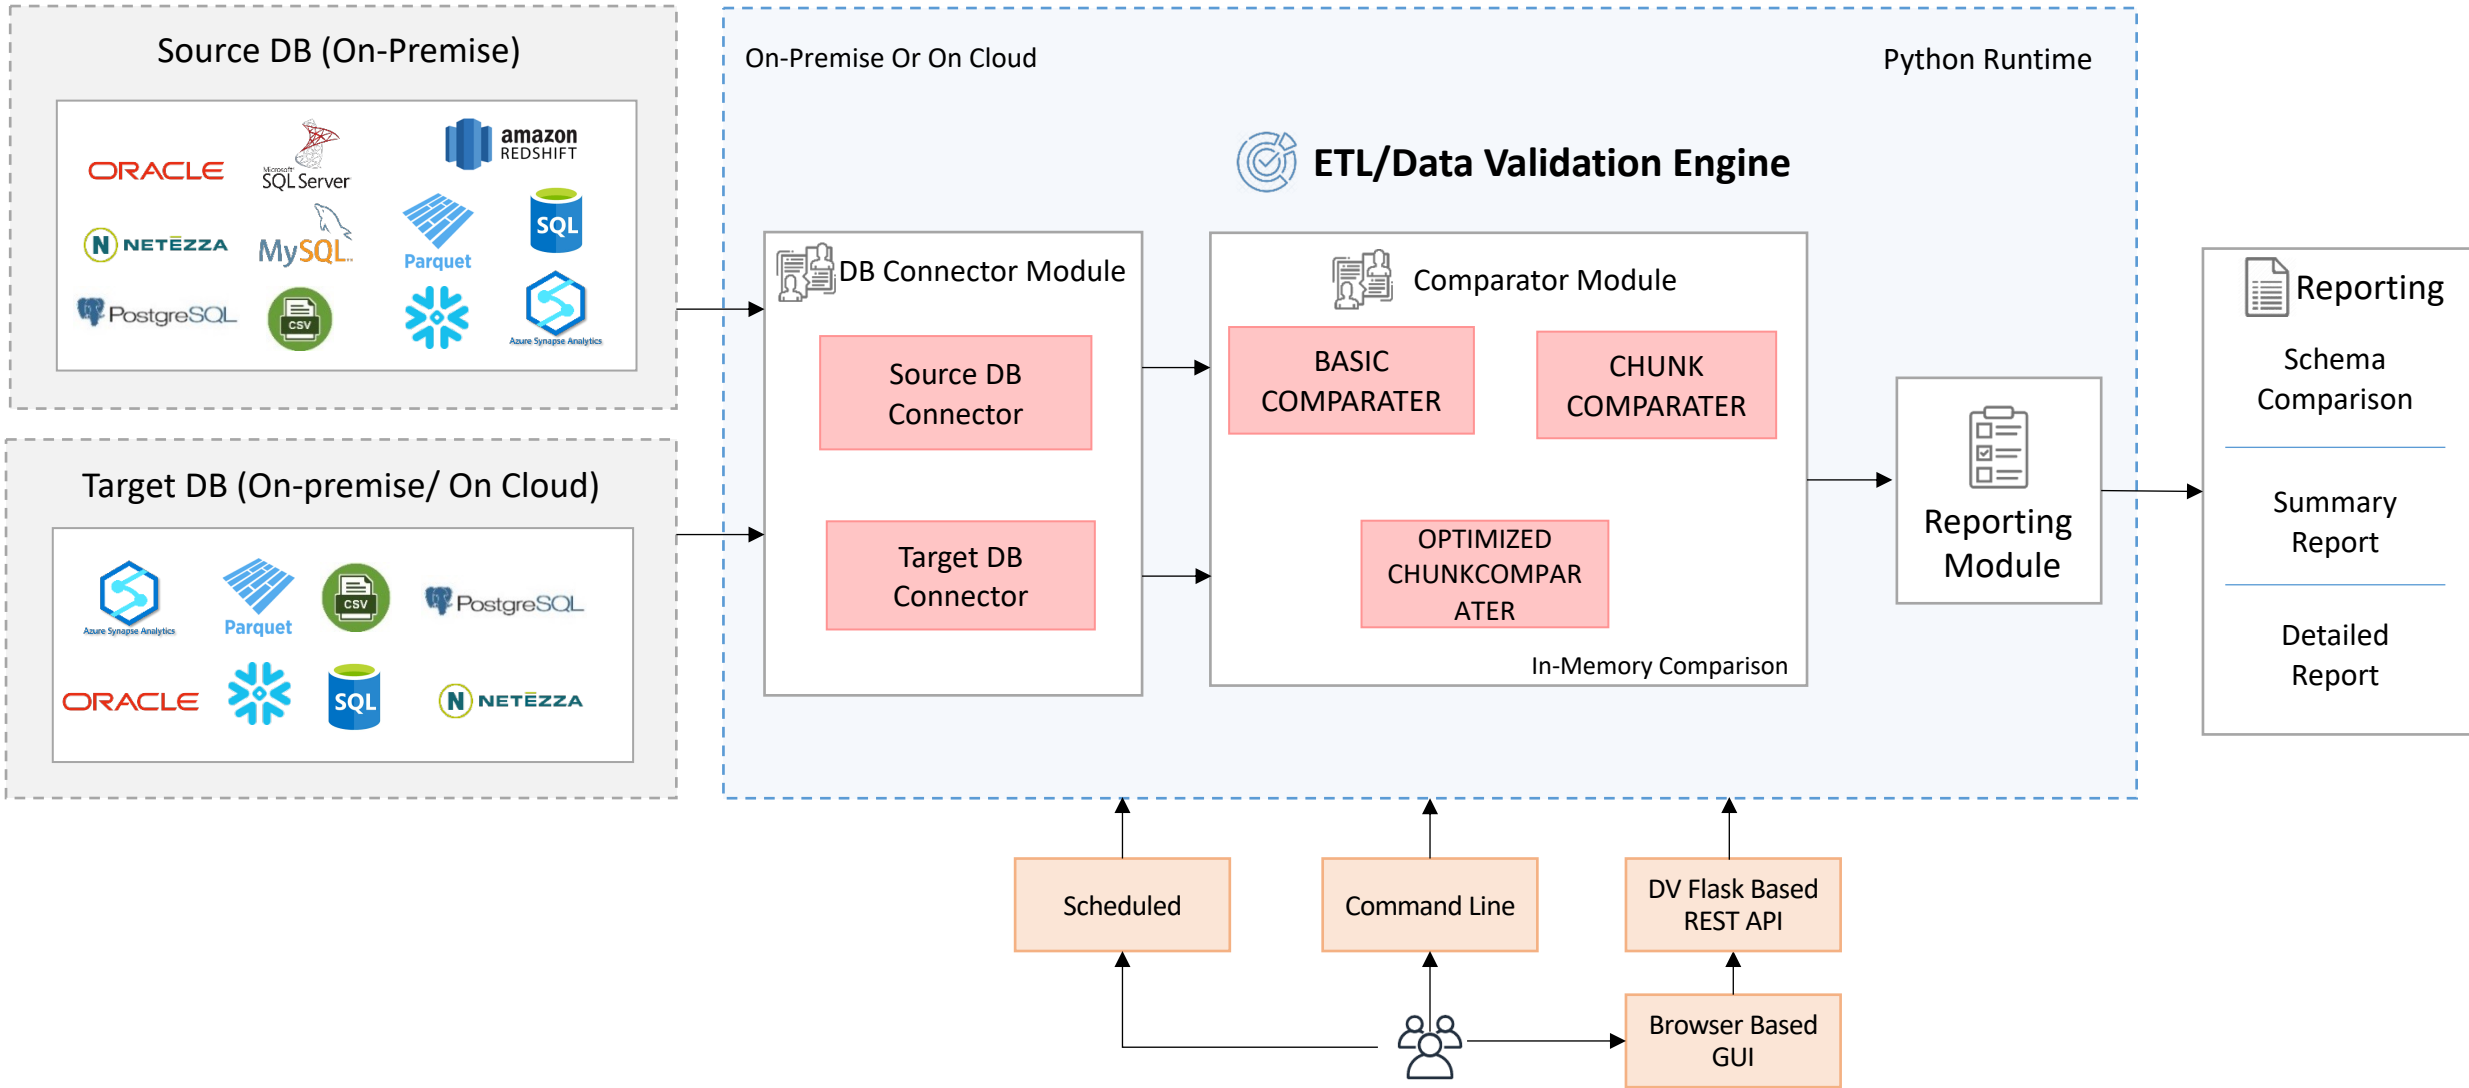 Source DB (On-Premise)
ORACLE
Microsoft
SQL Server
amazon
REDSHIFT
NETEZZA
MySQL
Parquet
SQL
PostgreSQL
CSV
Azure Synapse Analytics
Target DB (On-premise/ On Cloud)
Azure Synapse Analytics
Parquet
CSV
PostgreSQL
ORACLE
SQL
NETEZZA
On-Premise Or On Cloud
Python Runtime
ETL/Data Validation Engine
DB Connector Module
Source DB
Connector
Target DB
Connector
Comparator Module
BASIC
COMPARATER
CHUNK
COMPARATER
OPTIMIZED
CHUNKCOMPAR
ATER
In-Memory Comparison
Reporting
Module
Reporting
Schema
Comparison
Summary
Report
Detailed
Report
Scheduled
Command Line
DV Flask Based
REST API
Browser Based
GUI